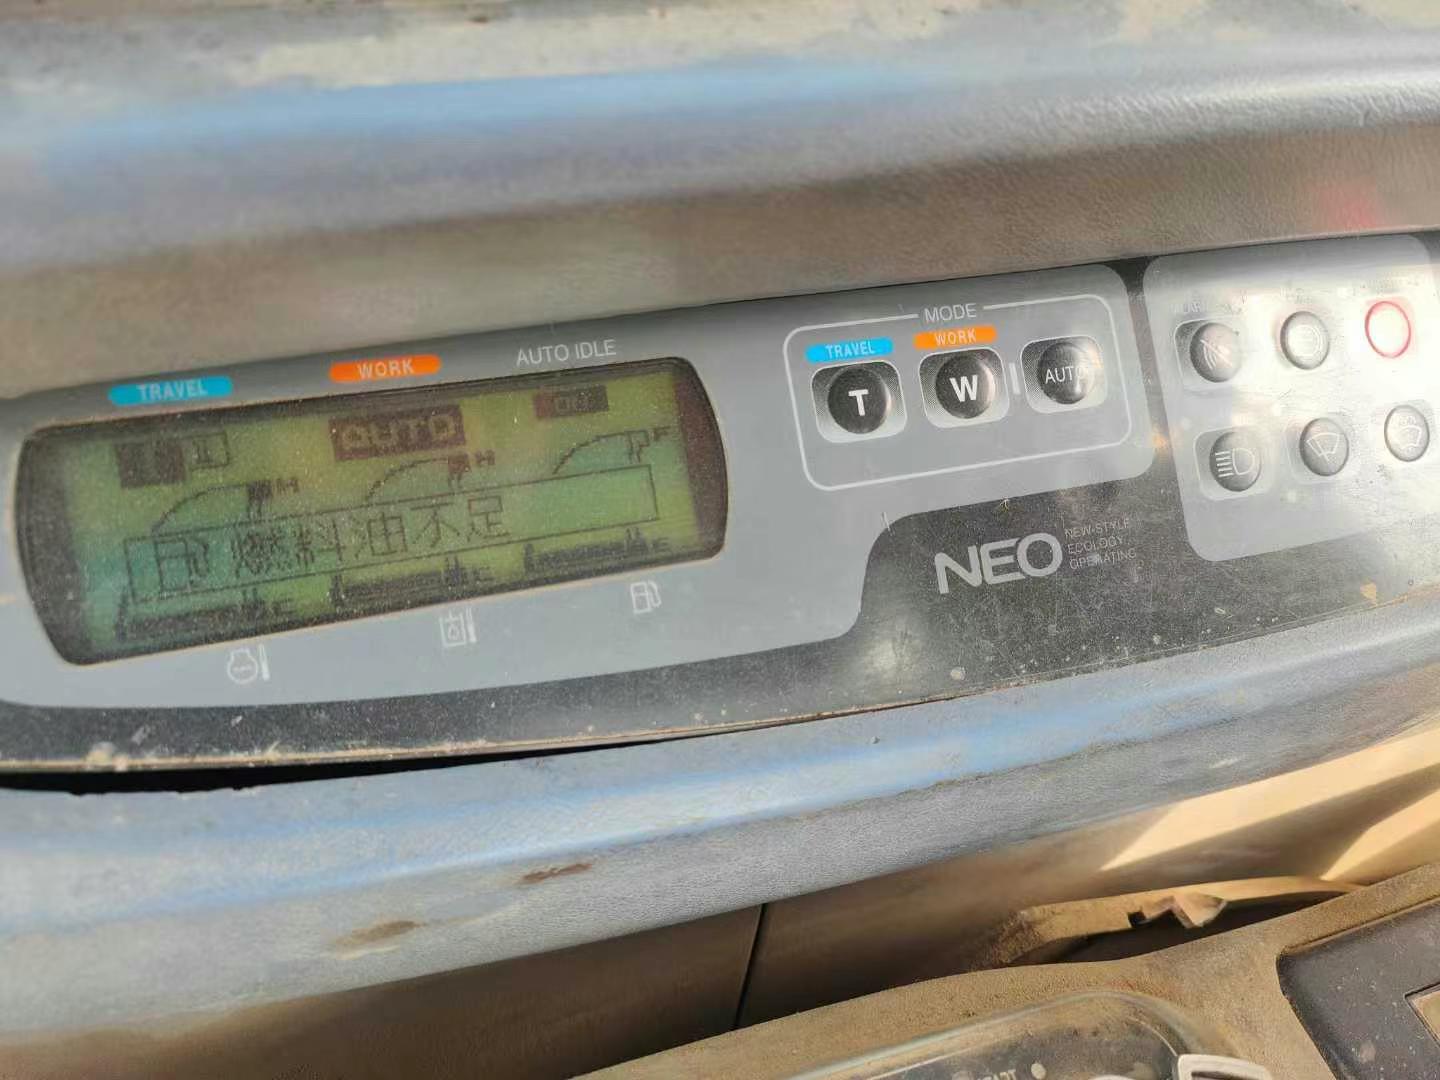 TRAVEL
WORK
AUTO IDLE
AUTO
ON
H
H
F
燃料油不足
C
C
E
MODE
TRAVEL
WORK
T
W
AUTO
NEO
NEW-STYLE
ECOLOGY
OPERATING